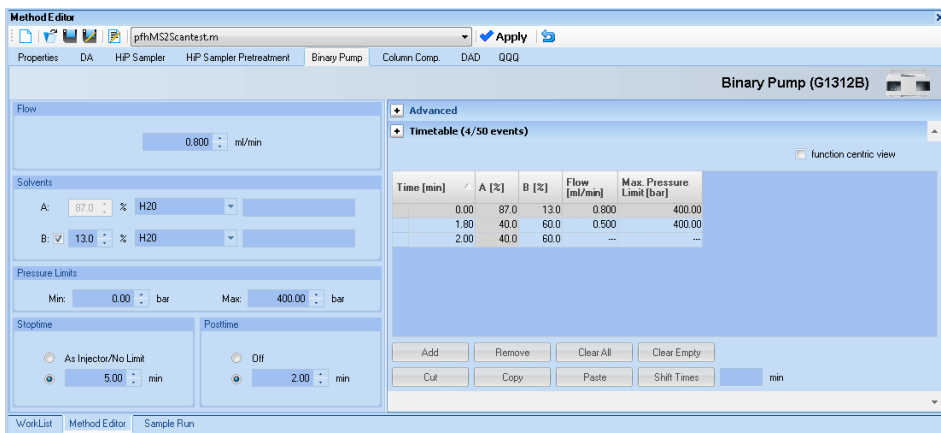 Method Editor
pfhMS2Scantest.m Apply
Properties DA HiP Sampler HiP Sampler Pretreatment Binary Pump Column Comp. DAD QQQ
Binary Pump (G1312B)
Flow
0.800 ml/min
Solvents
A: 87.0 % H20
B: 13.0 % H20
Pressure Limits
Min: 0.00 bar Max: 400.00 bar
Stoptime
As Injector/No Limit
5.00 min
Posttime
Off
2.00 min
+ Advanced
+ Timetable (4/50 events)
function centric view
Time [min] A [%] B [%] Flow [ml/min] Max. Pressure Limit [bar]
0.00 87.0 13.0 0.800 400.00
1.80 40.0 60.0 0.500 400.00
2.00 40.0 60.0 --- ---
Add Remove Clear All Clear Empty
Cut Copy Paste Shift Times min
WorkList Method Editor Sample Run